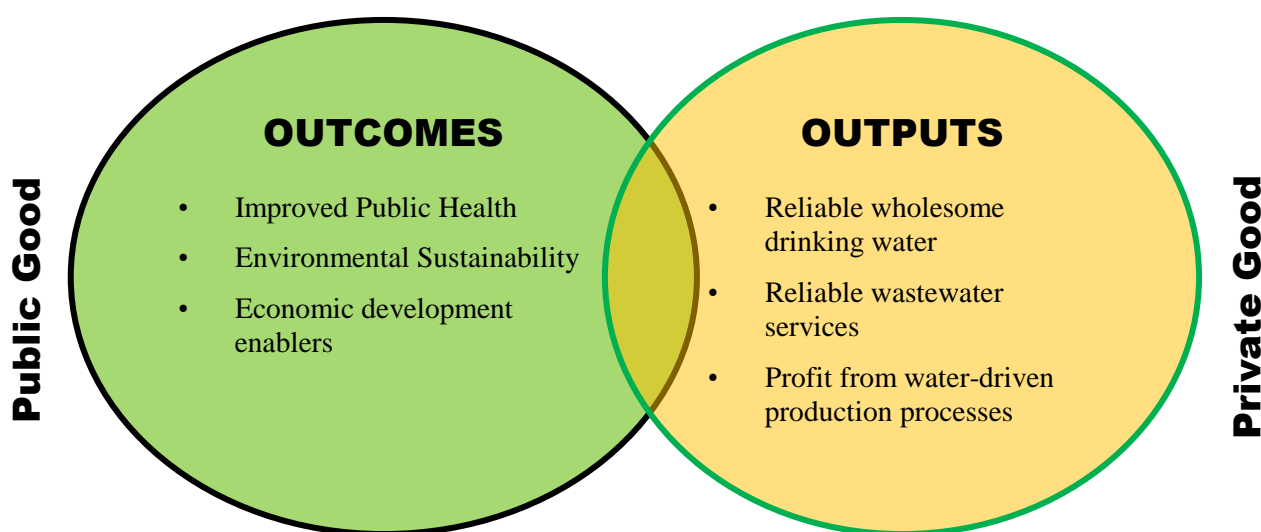 Public Good
OUTCOMES
• Improved Public Health
• Environmental Sustainability
• Economic development
enablers
OUTPUTS
• Reliable wholesome
drinking water
• Reliable wastewater
services
• Profit from water-driven
production processes
Private Good